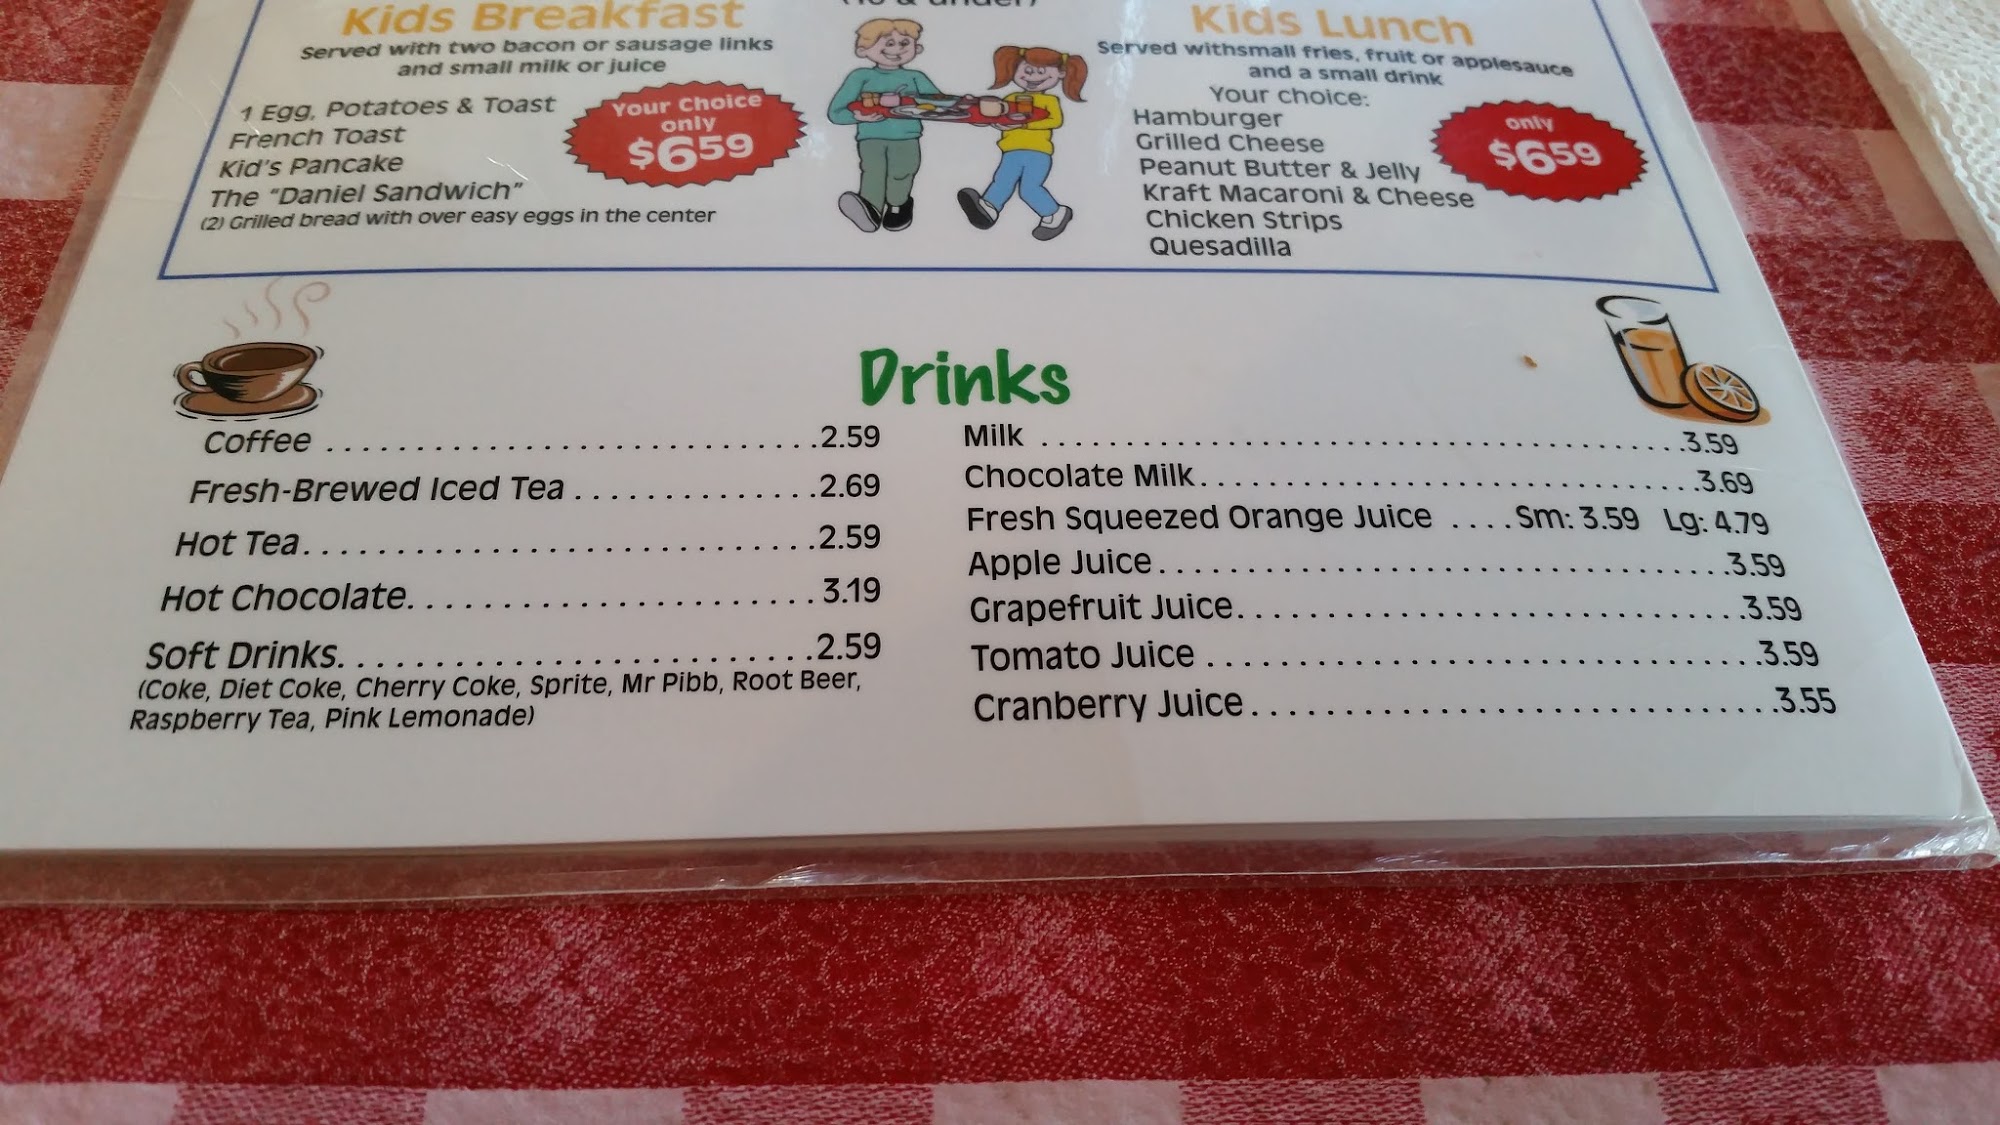 Kids Breakfast
Served with two bacon or sausage links
and small milk or juice
1 Egg, Potatoes & Toast
French Toast
Kid's Pancake
The "Daniel Sandwich"
(2) Grilled bread with over easy eggs in the center
Your Choice
only
$659
(10 & under)
Kids Lunch
Served withsmall fries, fruit or applesauce
and a small drink
Your choice:
Hamburger
Grilled Cheese
Peanut Butter & Jelly
Kraft Macaroni & Cheese
Chicken Strips
Quesadilla
only
$659
Drinks
Coffee ............................2.59
Fresh-Brewed Iced Tea ..............2.69
Hot Tea.............................2.59
Hot Chocolate.......................3.19
Soft Drinks.........................2.59
(Coke, Diet Coke, Cherry Coke, Sprite, Mr Pibb, Root Beer,
Raspberry Tea, Pink Lemonade)
Milk .......................................3.59
Chocolate Milk..............................3.69
Fresh Squeezed Orange Juice ....Sm: 3.59 Lg: 4.79
Apple Juice.................................3.59
Grapefruit Juice............................3.59
Tomato Juice ...............................3.59
Cranberry Juice.............................3.55